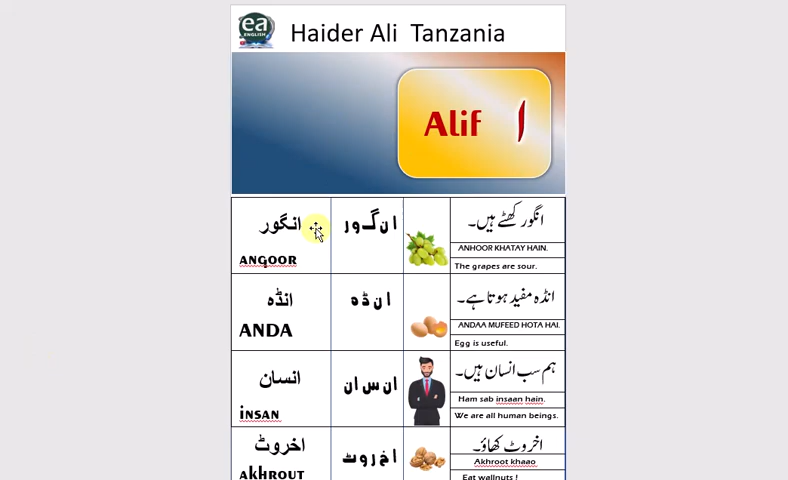 ea
ENGLISH
Haider Ali Tanzania
Alif ا
انگور
ANGOOR
ا ن گ و ر
انگور کھٹے ہیں۔
ANHOOR KHATAY HAIN.
The grapes are sour.
انڈہ
ANDA
ا ن ڈ ہ
انڈہ مفید ہوتا ہے۔
ANDAA MUFEED HOTA HAI.
Egg is useful.
انسان
iNSAN
ا ن س ا ن
ہم سب انسان ہیں۔
Ham sab insaan hain.
We are all human beings.
اخروٹ
AKHROUT
ا خ ر و ٹ
اخروٹ کھاؤ۔
Akhroot khaao
Eat wallnuts !